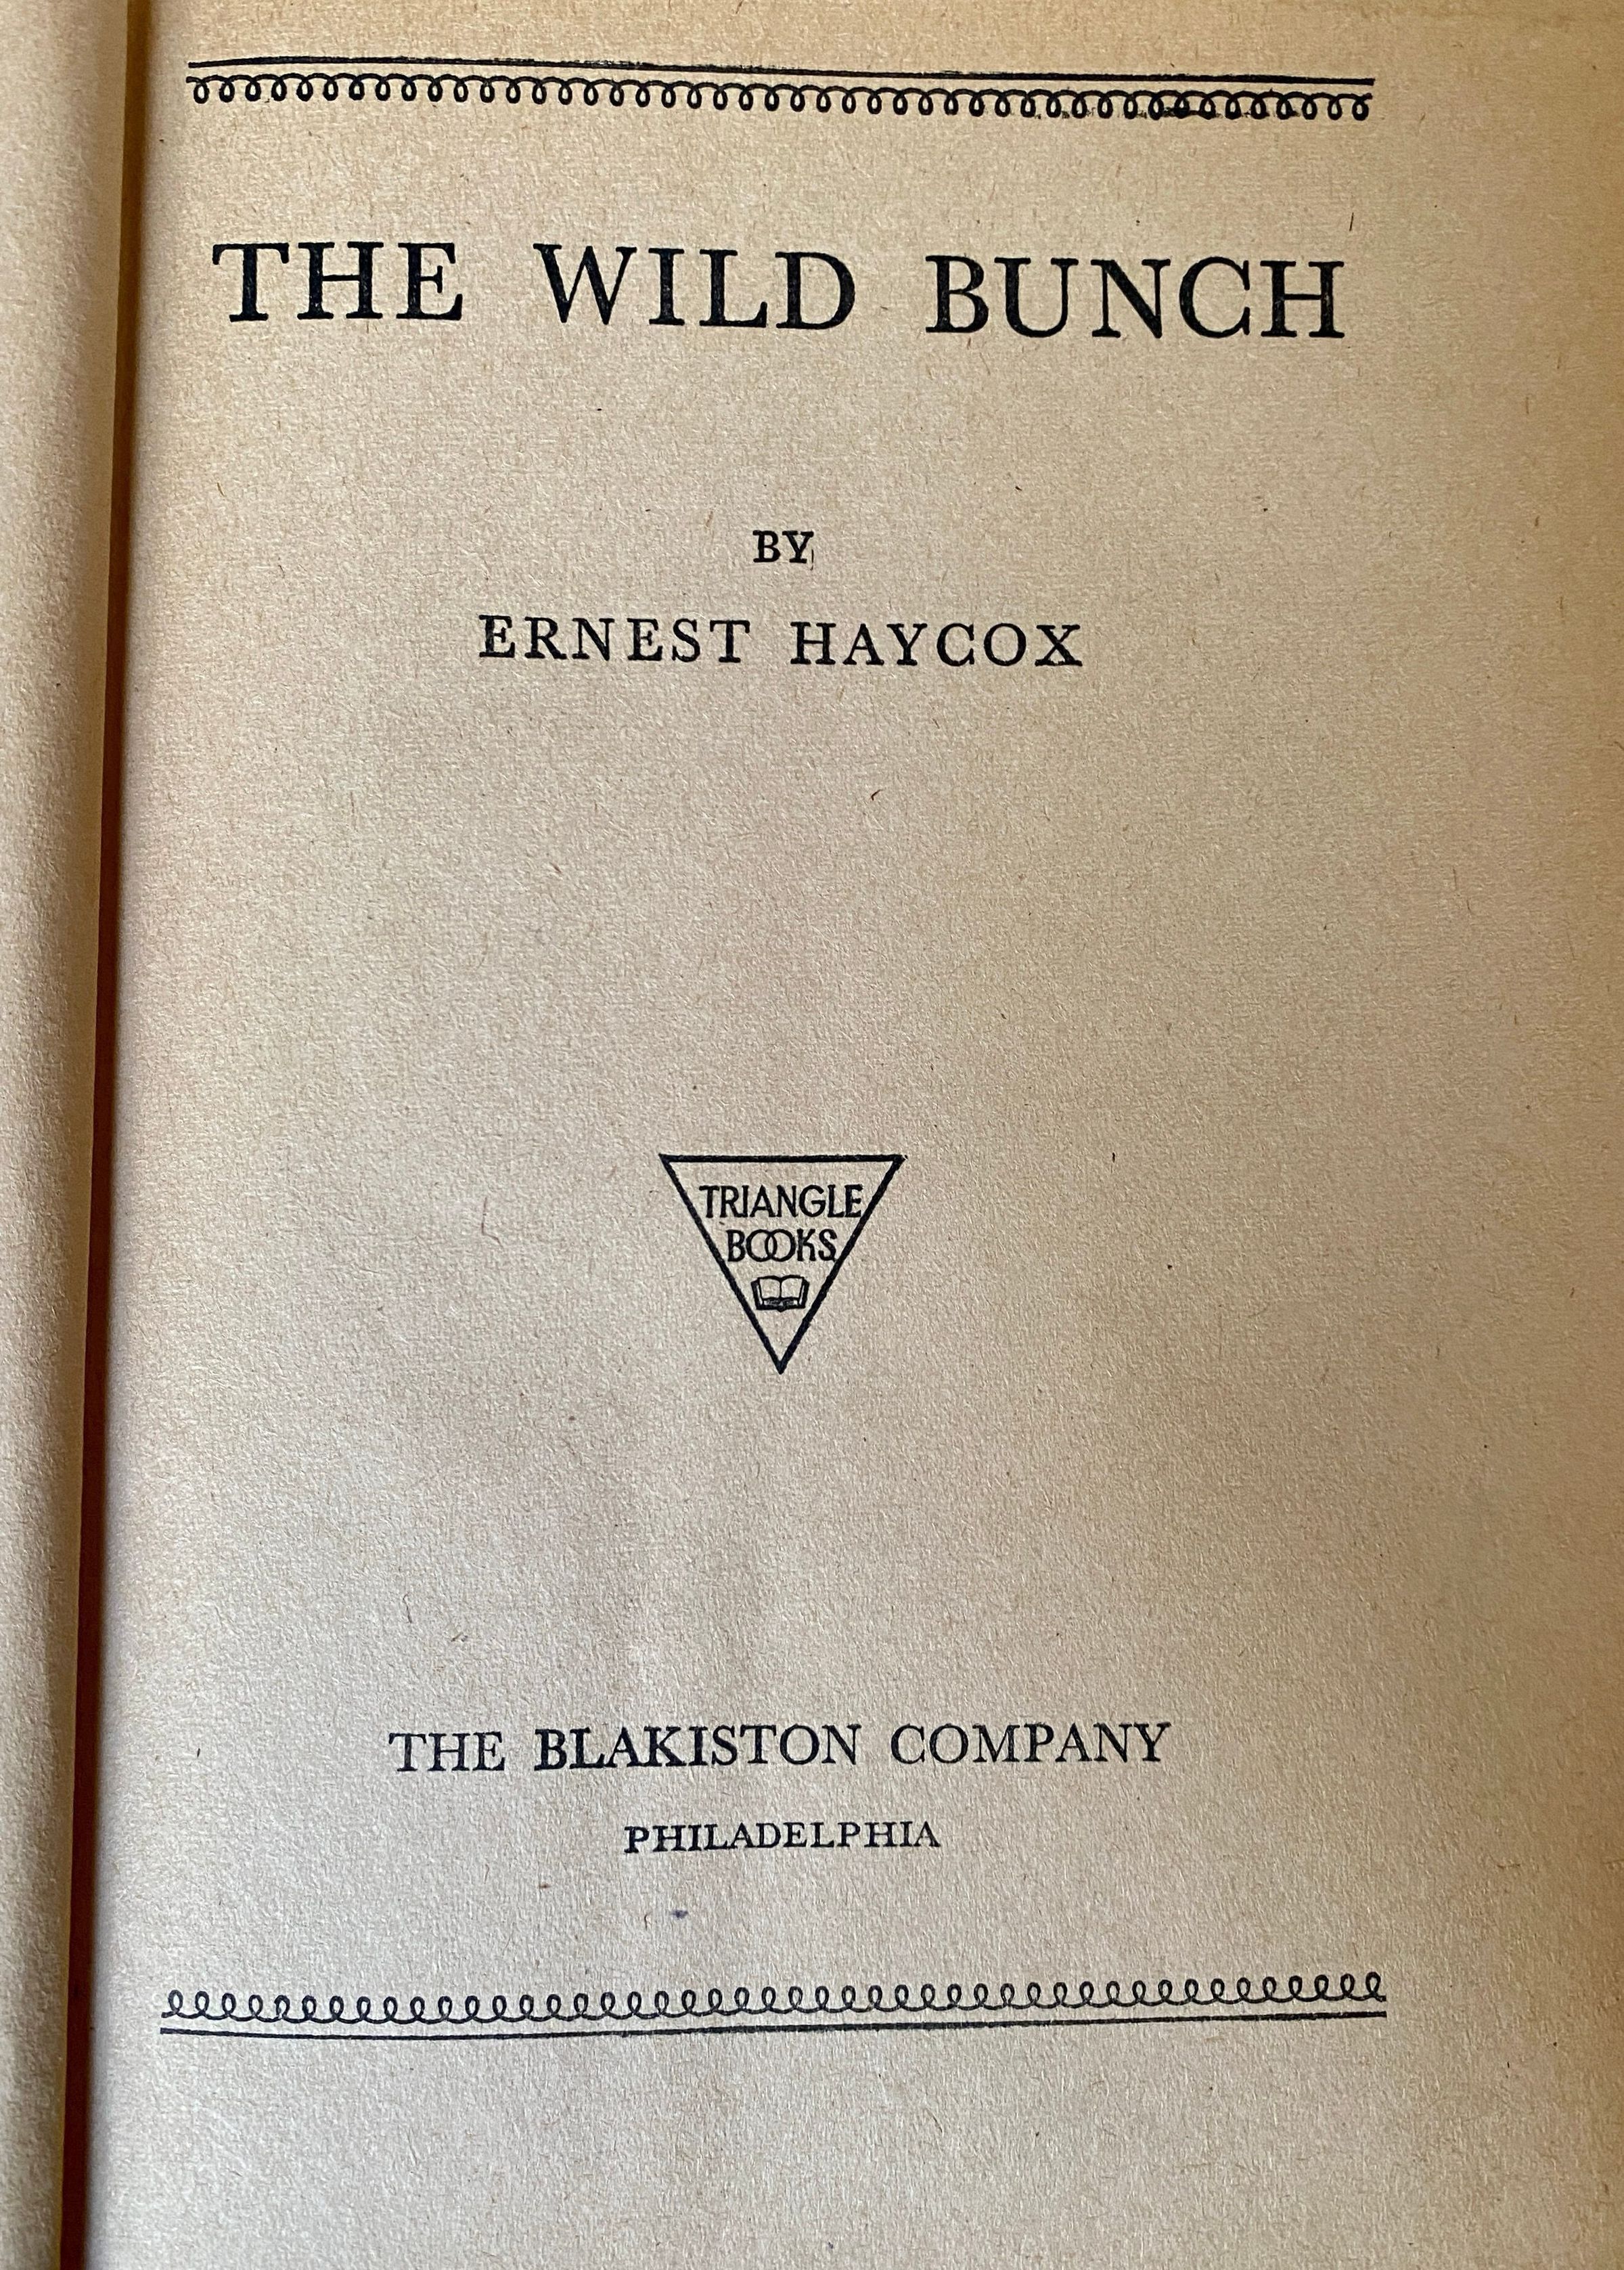 THE WILD BUNCH
BY
ERNEST HAYCOX
TRIANGLE
BOOKS
THE BLAKISTON COMPANY
PHILADELPHIA